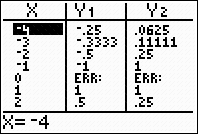 X Y1 Y2
-4 -.25 .0625
-3 -.3333 .11111
-2 -.5 .25
-1 -1 1
0 ERR: ERR:
1 1 1
2 .5 .25
X=-4